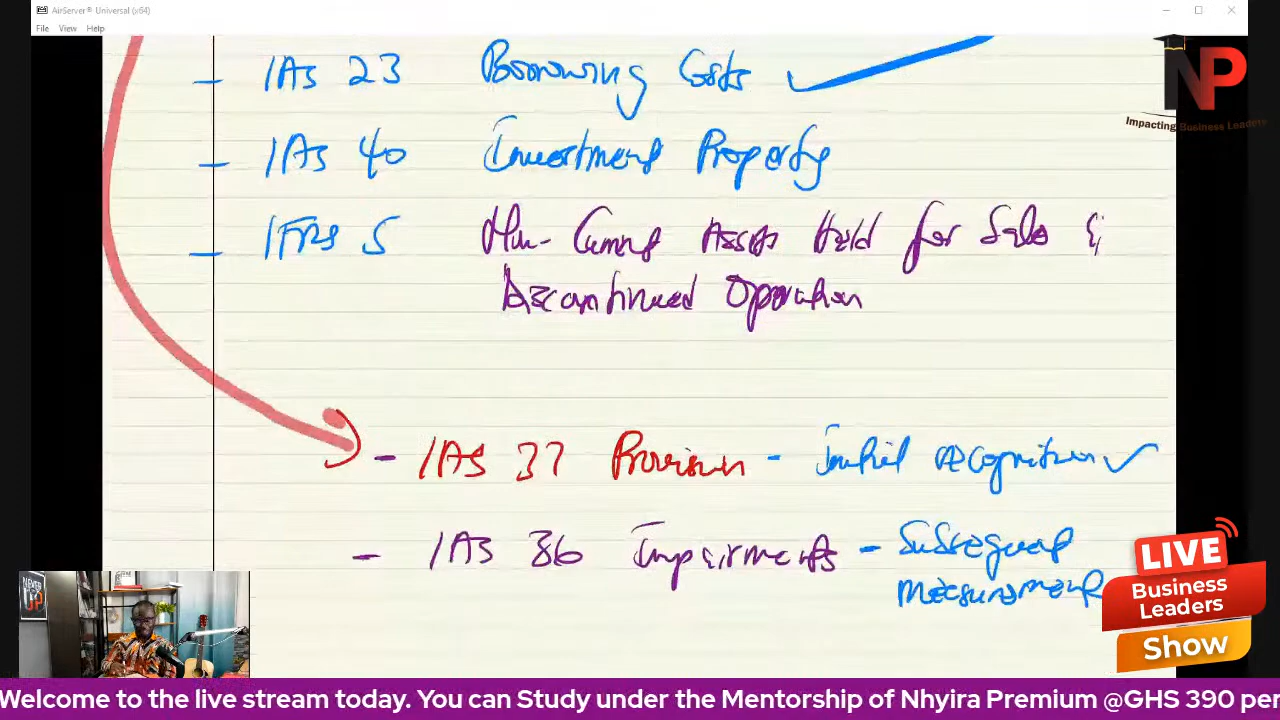 AirServer® Universal (x64)
File View Help
- IAS 23 Borrowing Costs
- IAS 40 Investment Property
- IFRS 5 Non-Current Assets Held for Sale &
Discontinued Operation
- IAS 37 Provision - Initial recognition
- IAS 36 Impairments - Subsequent
measurement
NP
Impacting Business Leaders
NEVER
UP
LIVE
Business
Leaders
Show
Welcome to the live stream today. You can Study under the Mentorship of Nhyira Premium @GHS 390 per